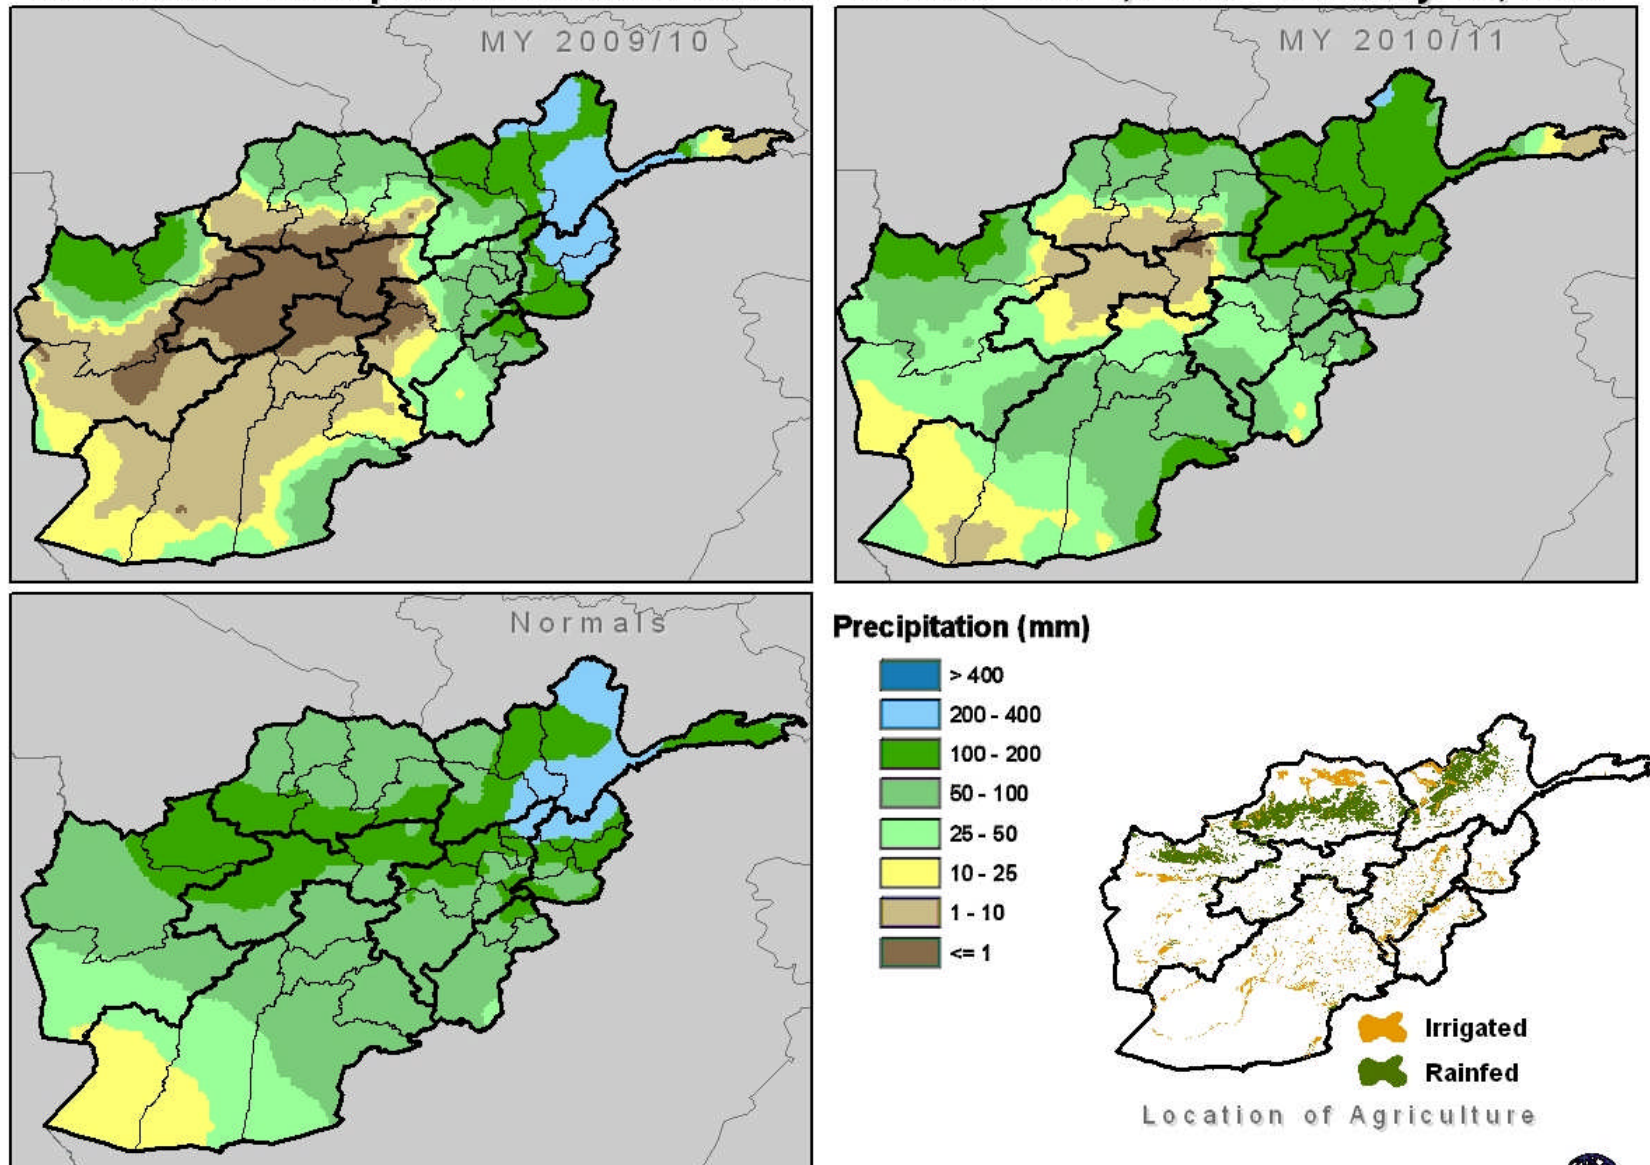 MY 2009/10
MY 2010/11
Normals
Precipitation (mm)
> 400
200 - 400
100 - 200
50 - 100
25 - 50
10 - 25
1 - 10
<= 1
Irrigated
Rainfed
Location of Agriculture